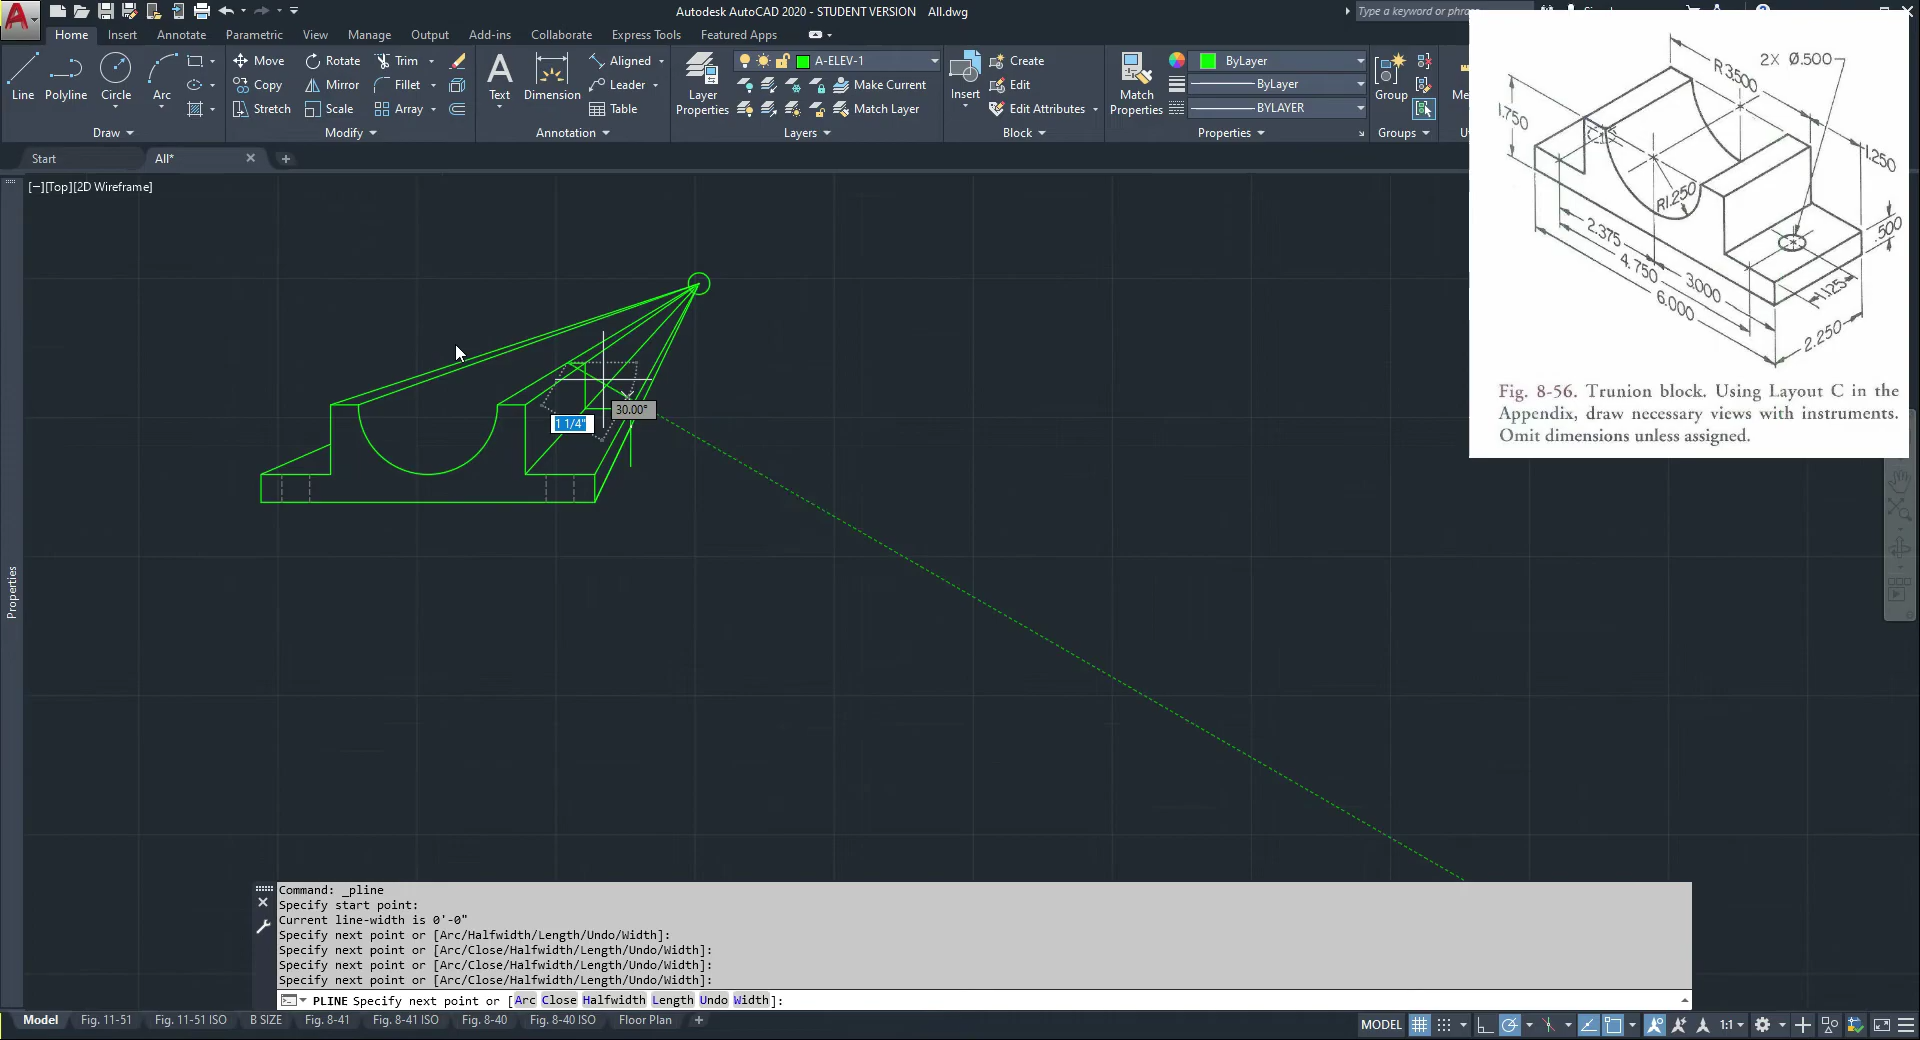 Autodesk AutoCAD 2020 - STUDENT VERSION All.dwg
Type a keyword or phrase
Home Insert Annotate Parametric View Manage Output Add-ins Collaborate Express Tools Featured Apps
Line Polyline Circle Arc
Move Rotate Trim
Copy Mirror Fillet
Stretch Scale Array
Text Dimension
Aligned
Leader
Table
Layer Properties
A-ELEV-1
Make Current
Match Layer
Insert
Create
Edit
Edit Attributes
Match Properties
ByLayer
ByLayer
BYLAYER
Group
Draw Modify Annotation Layers Block Properties Groups
Start All*
[−][Top][2D Wireframe]
Properties
30.00°
1 1/4"
2X Ø.500
R3.500
1.750
1.250
R1.250
.500
2.375
4.750
3.000
6.000
1.125
2.250
Fig. 8-56. Trunion block. Using Layout C in the
Appendix, draw necessary views with instruments.
Omit dimensions unless assigned.
Command: _pline
Specify start point:
Current line-width is 0'-0"
Specify next point or [Arc/Halfwidth/Length/Undo/Width]:
Specify next point or [Arc/Close/Halfwidth/Length/Undo/Width]:
Specify next point or [Arc/Close/Halfwidth/Length/Undo/Width]:
Specify next point or [Arc/Close/Halfwidth/Length/Undo/Width]:
PLINE Specify next point or [Arc Close Halfwidth Length Undo Width]:
Model Fig. 11-51 Fig. 11-51 ISO B SIZE Fig. 8-41 Fig. 8-41 ISO Fig. 8-40 Fig. 8-40 ISO Floor Plan
MODEL 1:1